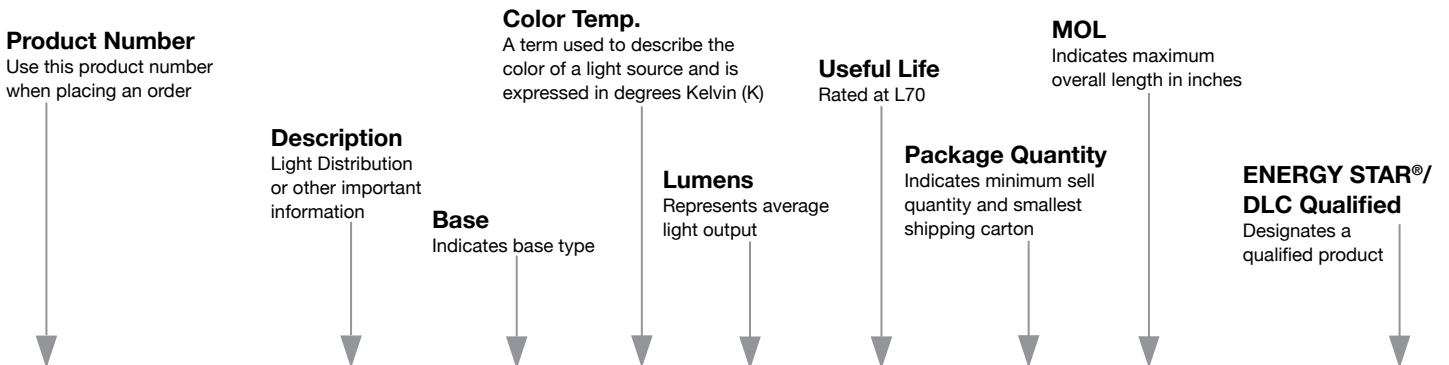 Product Number
Use this product number
when placing an order
Description
Light Distribution
or other important
information
Base
Indicates base type
Color Temp.
A term used to describe the
color of a light source and is
expressed in degrees Kelvin (K)
Lumens
Represents average
light output
Useful Life
Rated at L70
Package Quantity
Indicates minimum sell
quantity and smallest
shipping carton
MOL
Indicates maximum
overall length in inches
ENERGY STAR®/
DLC Qualified
Designates a
qualified product